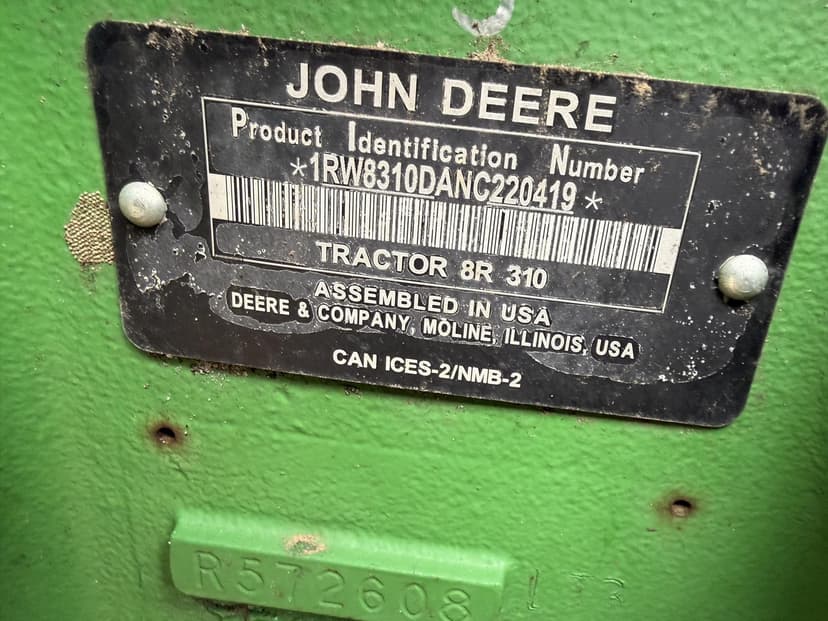 JOHN DEERE
Product Identification Number
*1RW8310DANC220419*
TRACTOR 8R 310
ASSEMBLED IN USA
DEERE & COMPANY, MOLINE, ILLINOIS, USA
CAN ICES-2/NMB-2
R572608